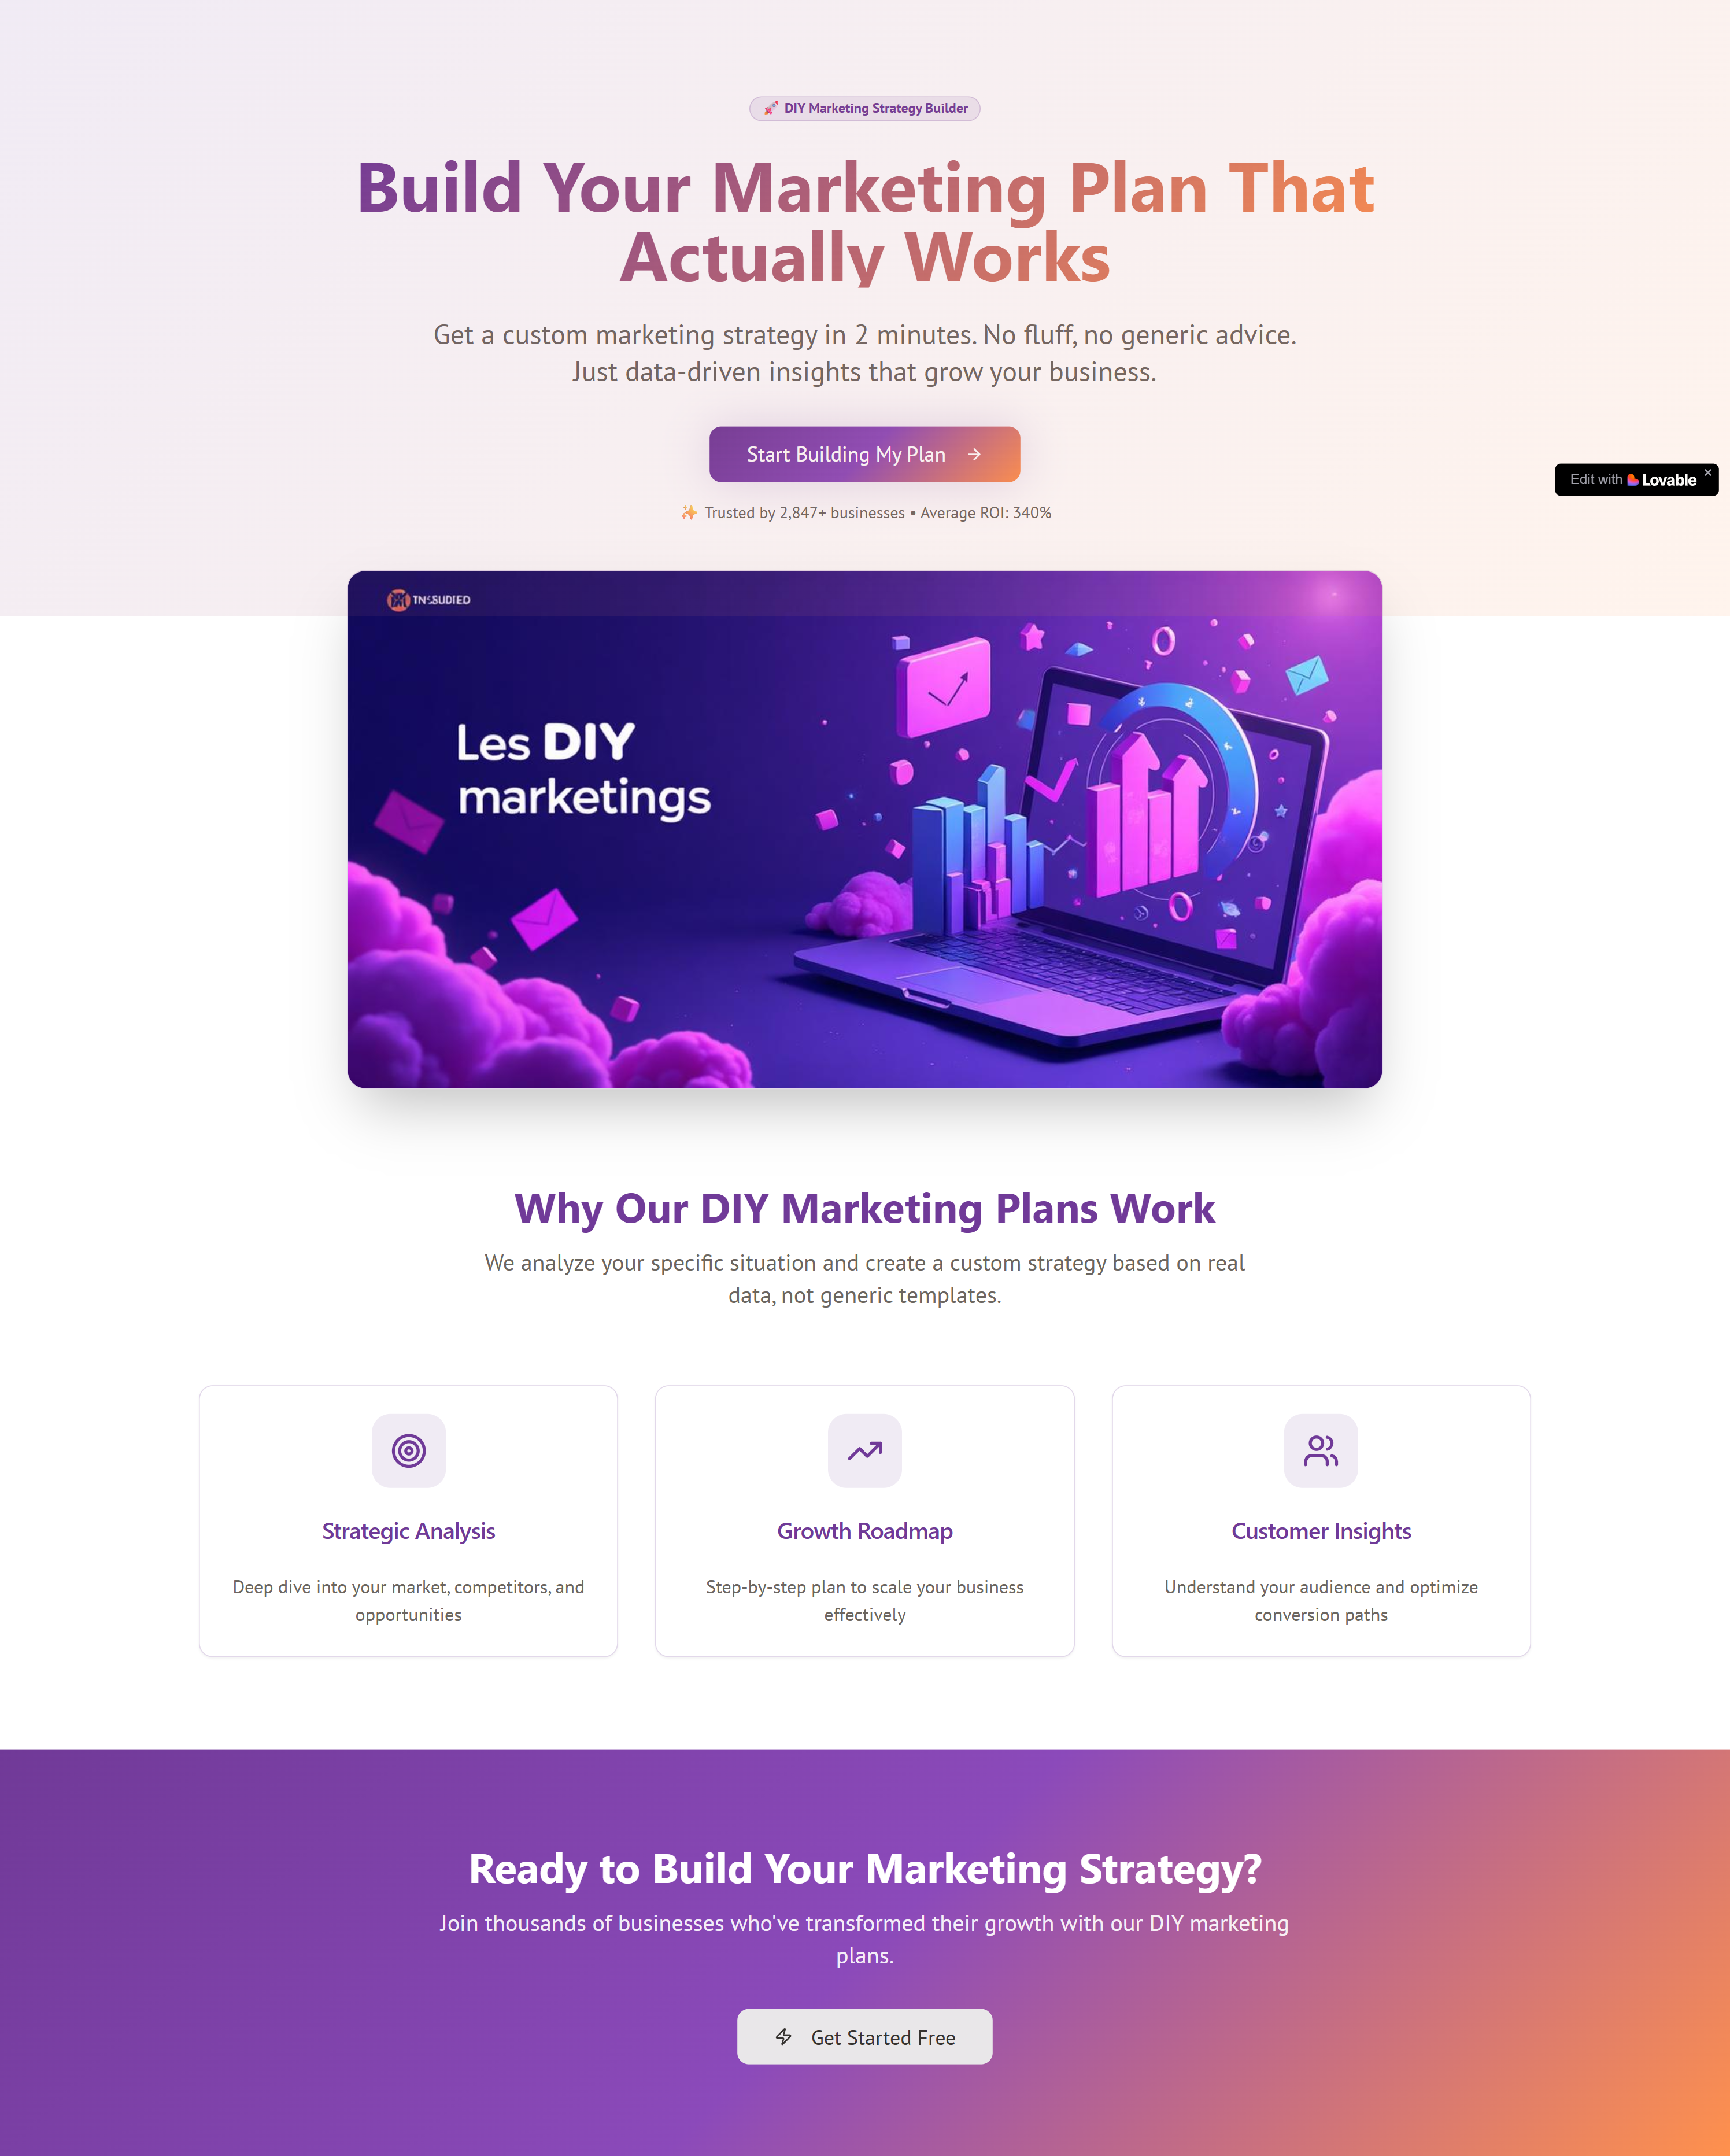 🚀 DIY Marketing Strategy Builder
Build Your Marketing Plan That
Actually Works
Get a custom marketing strategy in 2 minutes. No fluff, no generic advice.
Just data-driven insights that grow your business.
Start Building My Plan →
Edit with Lovable ×
✨ Trusted by 2,847+ businesses • Average ROI: 340%
Les DIY
marketings
Why Our DIY Marketing Plans Work
We analyze your specific situation and create a custom strategy based on real
data, not generic templates.
Strategic Analysis
Deep dive into your market, competitors, and
opportunities
Growth Roadmap
Step-by-step plan to scale your business
effectively
Customer Insights
Understand your audience and optimize
conversion paths
Ready to Build Your Marketing Strategy?
Join thousands of businesses who've transformed their growth with our DIY marketing
plans.
Get Started Free